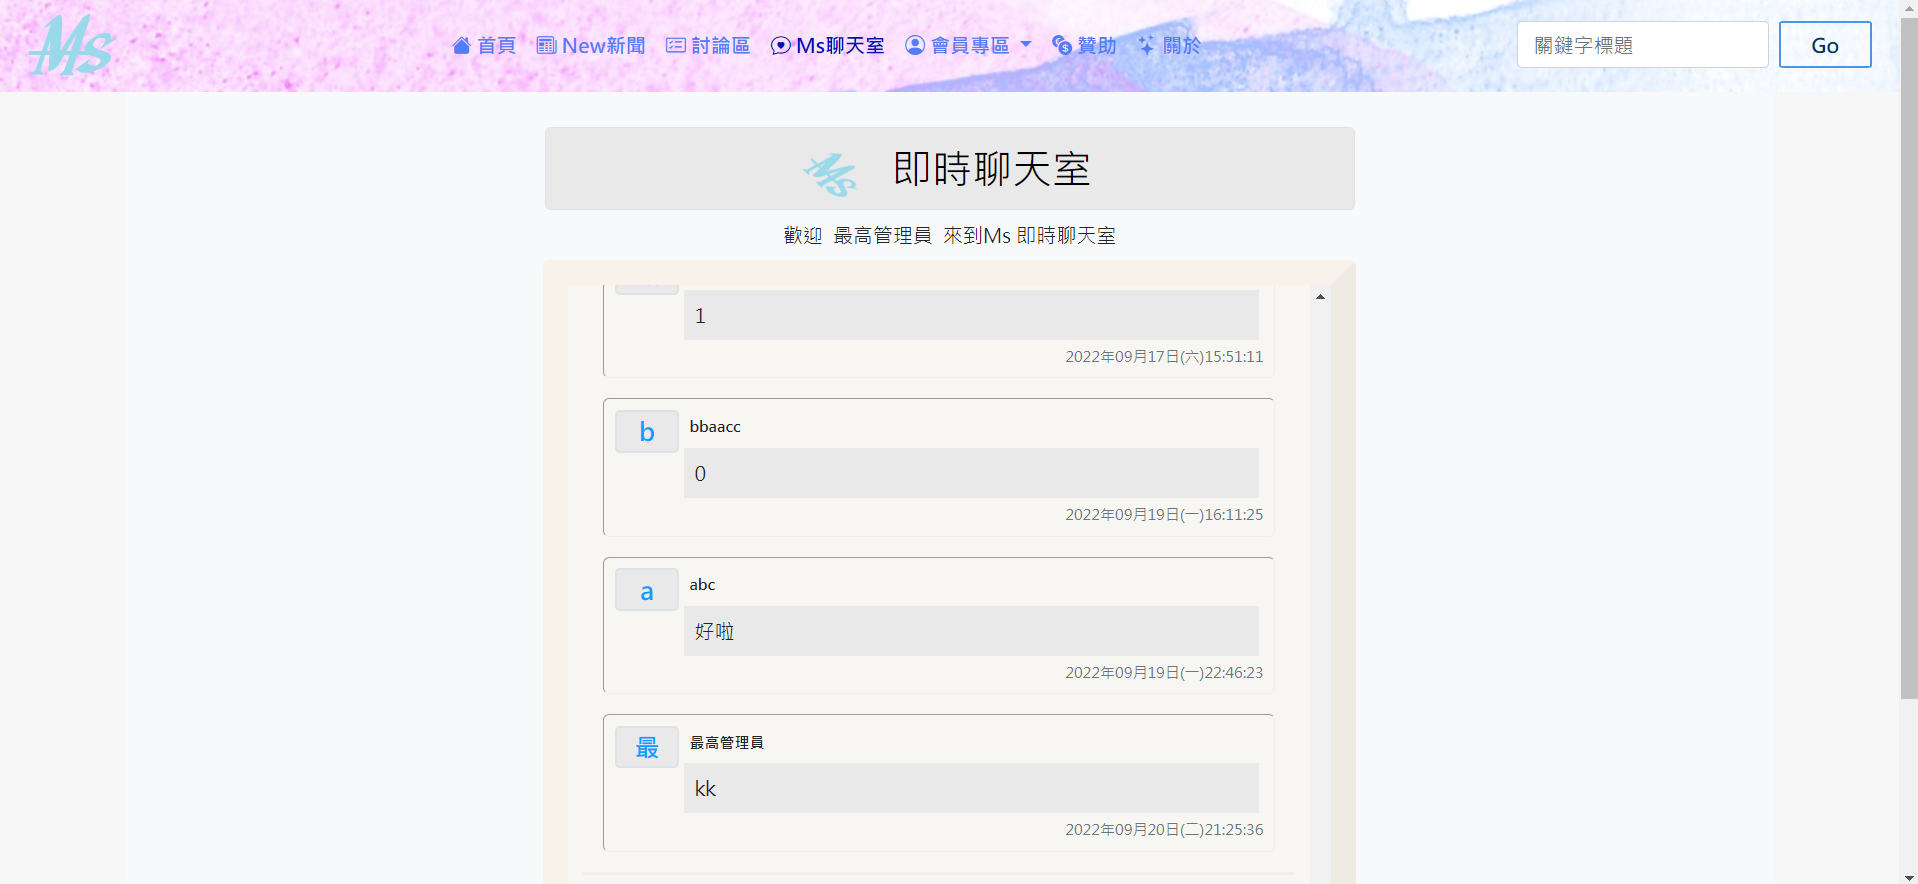 Ms 首頁 New新聞 討論區 Ms聊天室 會員專區 贊助 關於 關鍵字標題 Go
Ms 即時聊天室
歡迎 最高管理員 來到Ms 即時聊天室
1
2022年09月17日(六)15:51:11
b bbaacc
0
2022年09月19日(一)16:11:25
a abc
好啦
2022年09月19日(一)22:46:23
最 最高管理員
kk
2022年09月20日(二)21:25:36